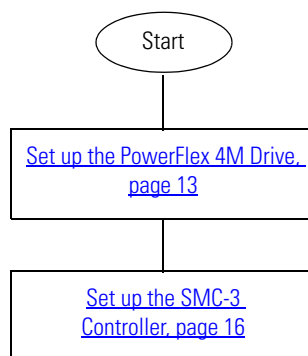 Start
Set up the PowerFlex 4M Drive,
page 13
Set up the SMC-3
Controller, page 16